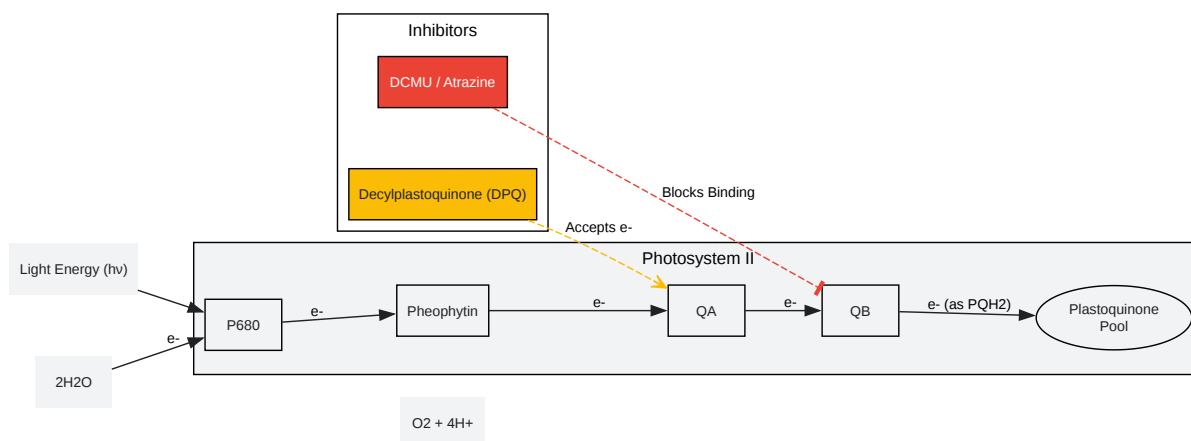 Inhibitors
DCMU / Atrazine
Decylplastoquinone (DPQ)
Blocks Binding
Accepts e-
Photosystem II
Light Energy (hν)
P680
e-
Pheophytin
e-
QA
e-
QB
e- (as PQH2)
Plastoquinone
Pool
e-
2H2O
O2 + 4H+